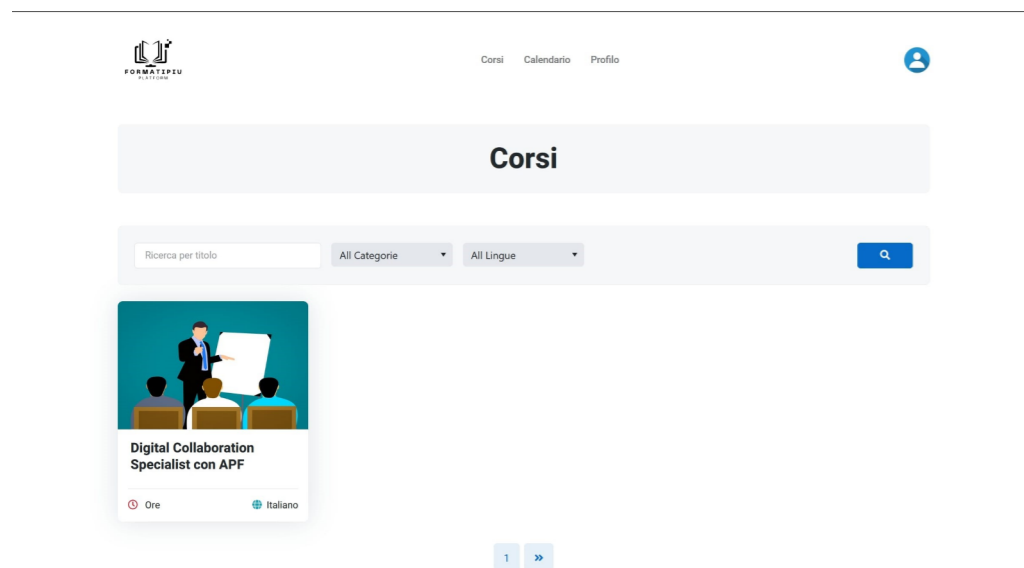 FORMATIPIU
PLATFORM
Corsi Calendario Profilo
Corsi
Ricerca per titolo All Categorie All Lingue
Digital Collaboration
Specialist con APF
Ore Italiano
1 »